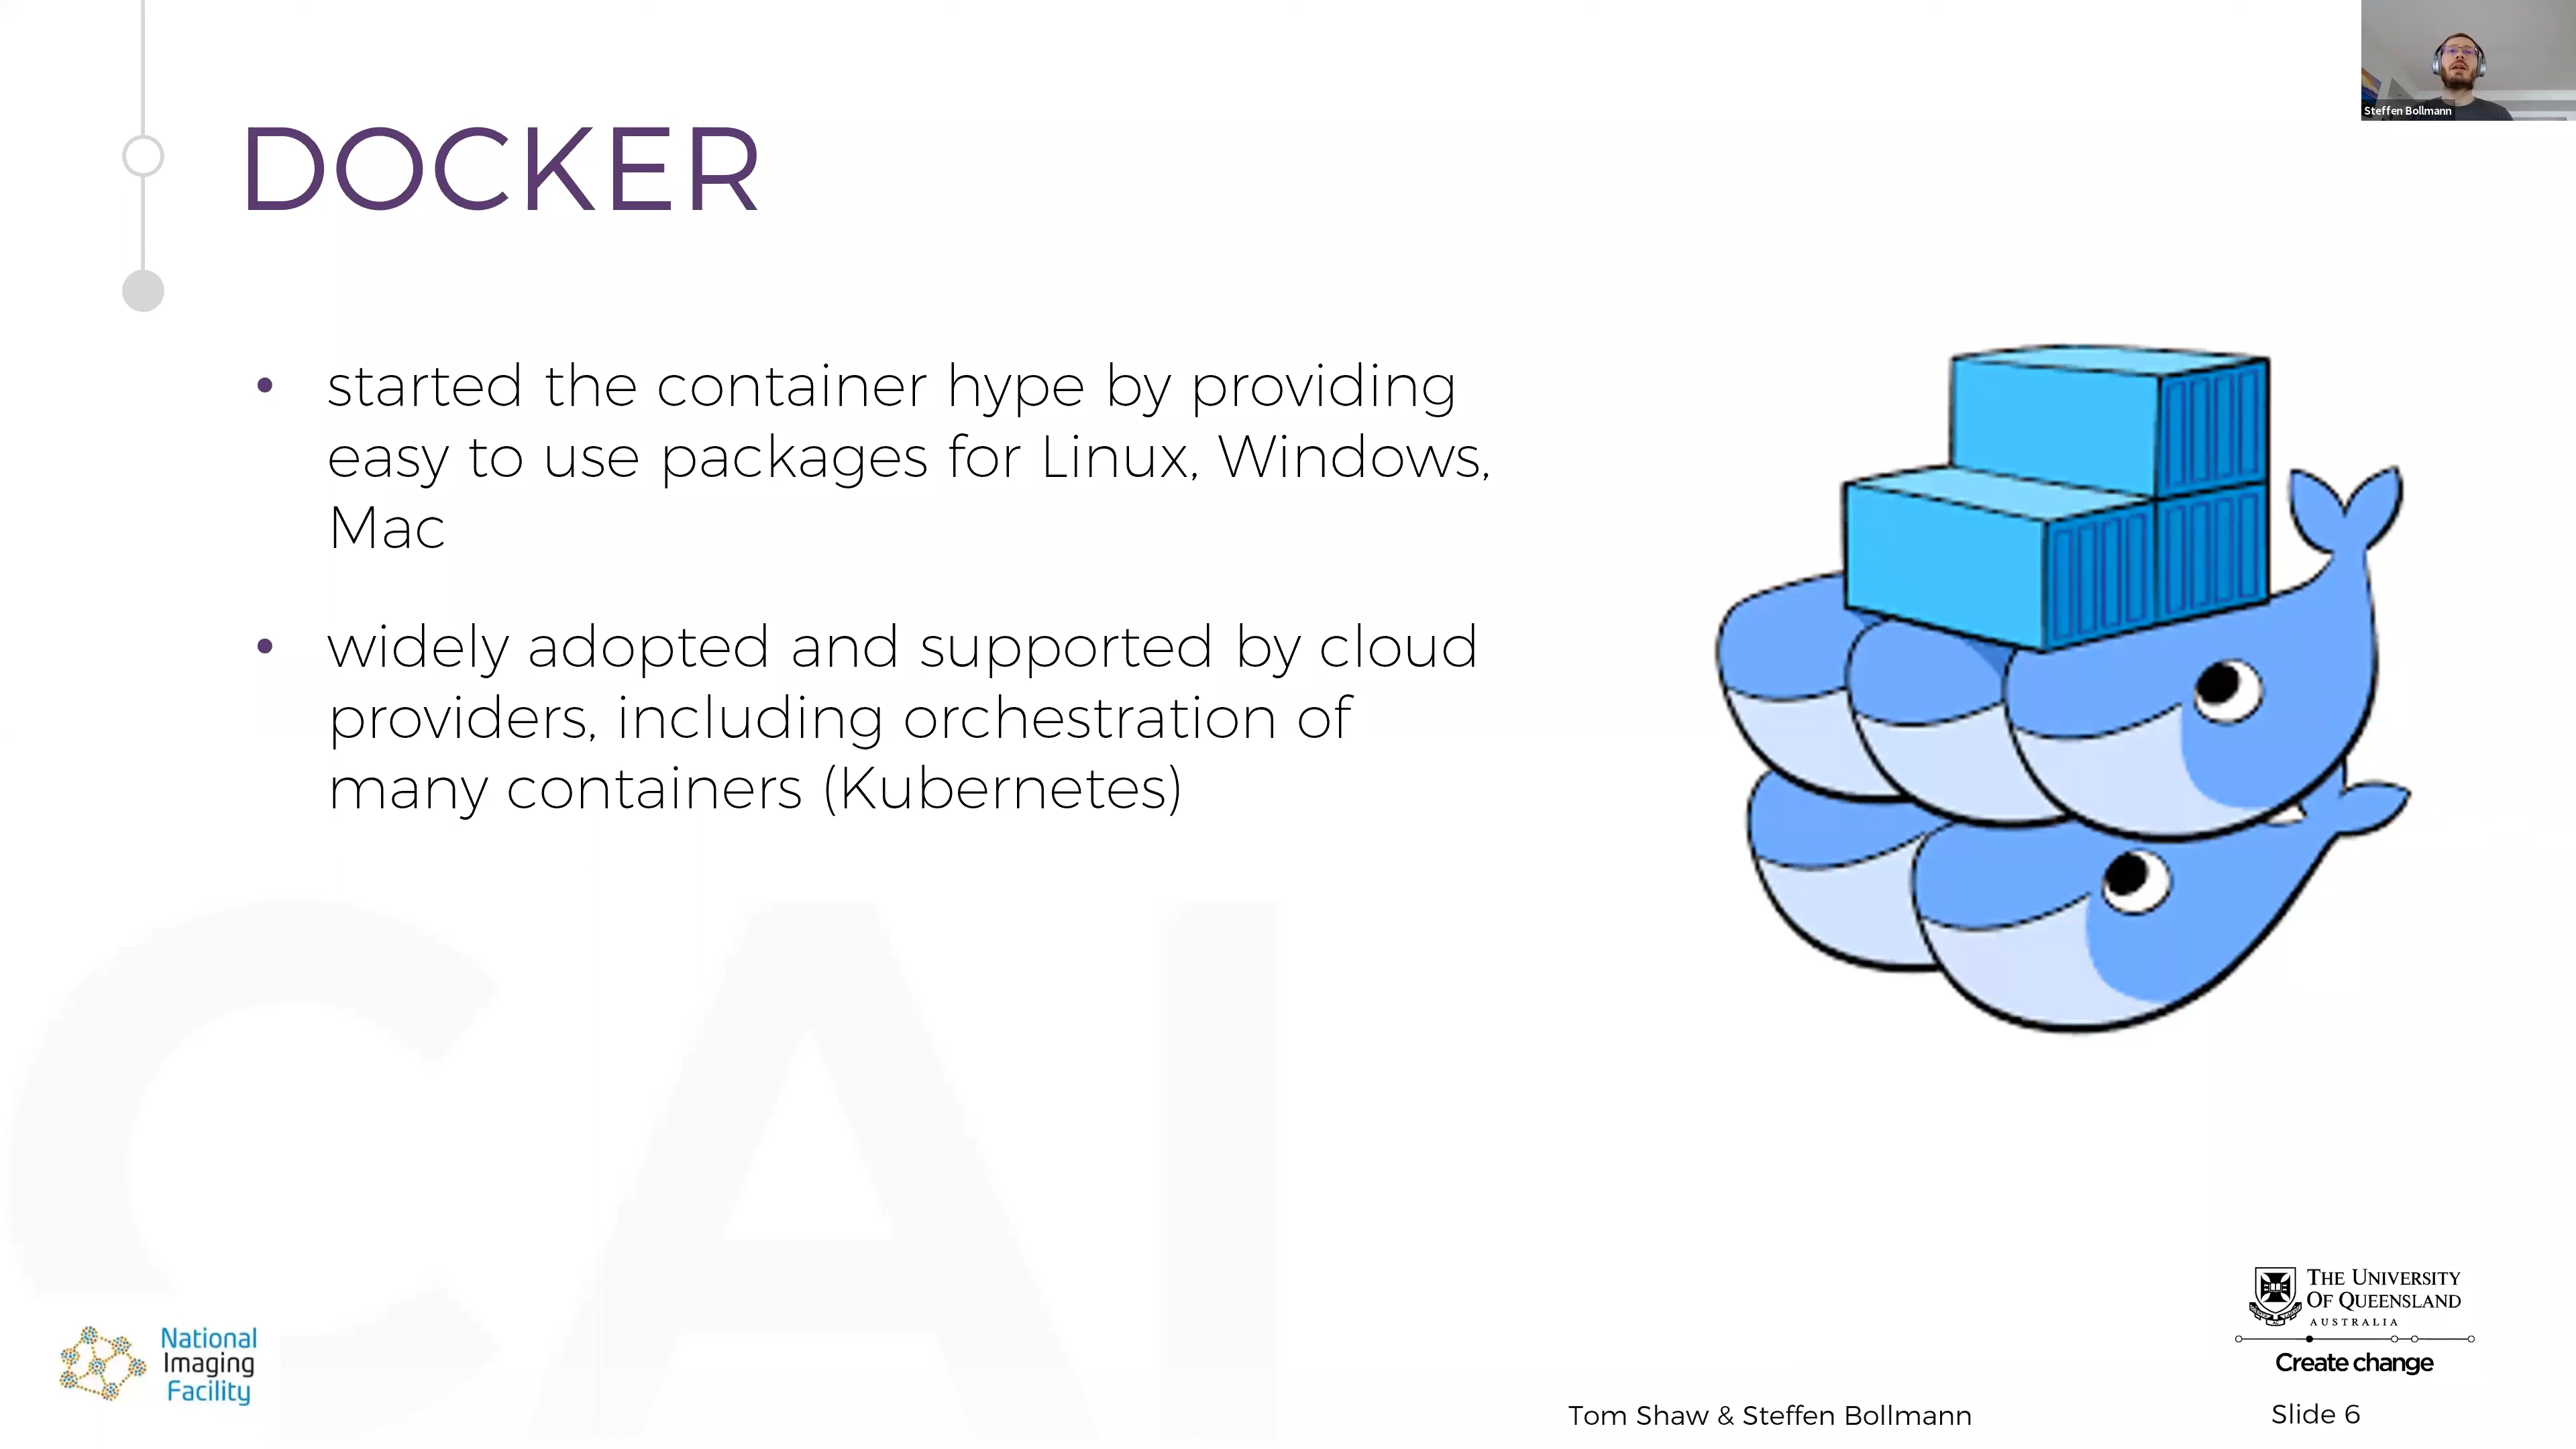 Steffen Bollmann
DOCKER
• started the container hype by providing
easy to use packages for Linux, Windows,
Mac
• widely adopted and supported by cloud
providers, including orchestration of
many containers (Kubernetes)
CAI
National
Imaging
Facility
THE UNIVERSITY
OF QUEENSLAND
AUSTRALIA
Create change
Tom Shaw & Steffen Bollmann
Slide 6